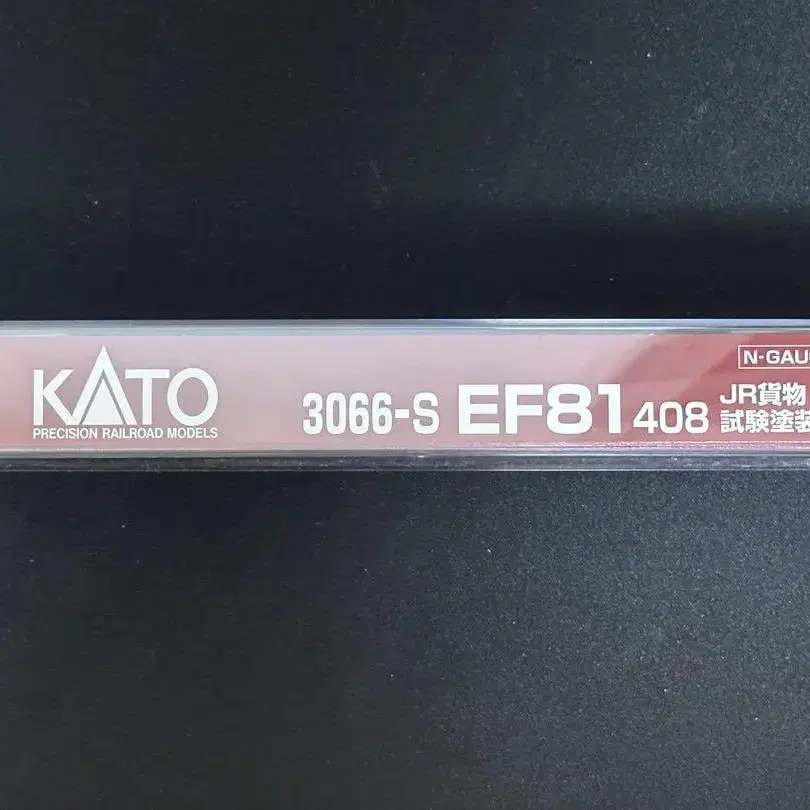 KATO
PRECISION RAILROAD MODELS
3066-S EF81 408
JR貨物
試験塗装
N-GAU